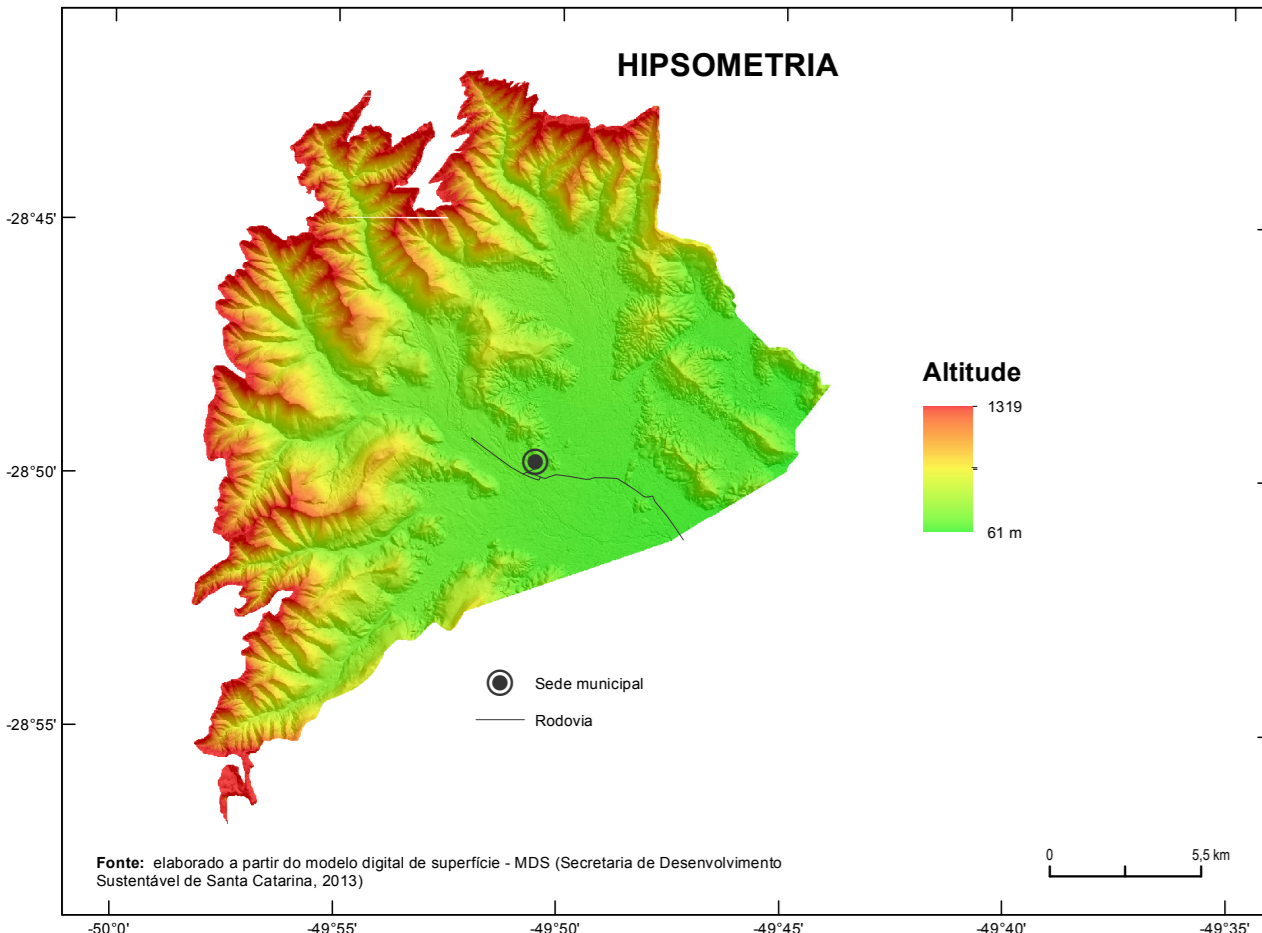 HIPSOMETRIA
-28°45'
-28°50'
-28°55'
Altitude
1319
61 m
Sede municipal
Rodovia
Fonte: elaborado a partir do modelo digital de superfície - MDS (Secretaria de Desenvolvimento
Sustentável de Santa Catarina, 2013)
0 5,5 km
-50°0' -49°55' -49°50' -49°45' -49°40' -49°35'